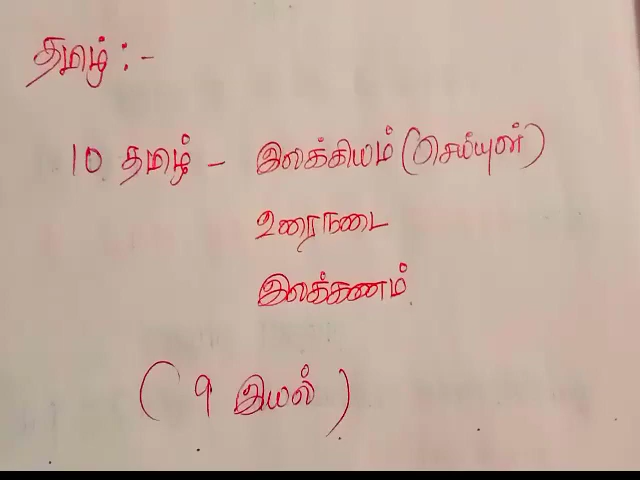 தமிழ் :-
10 தமிழ் - இலக்கியம் (செய்யுள்)
உரைநடை
இலக்கணம்
( 9 இயல் )